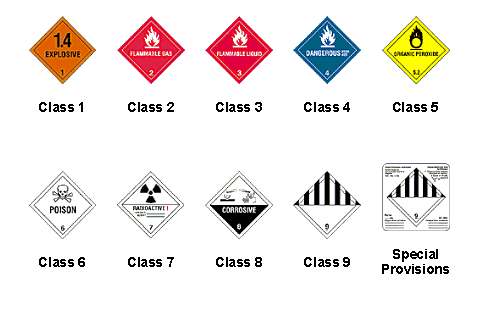 1.4
EXPLOSIVE
1
FLAMMABLE GAS
2
FLAMMABLE LIQUID
3
DANGEROUS
4
ORGANIC PEROXIDE
5.2
Class 1
Class 2
Class 3
Class 4
Class 5
POISON
6
RADIOACTIVE I
7
CORROSIVE
8
9
9
Class 6
Class 7
Class 8
Class 9
Special
Provisions